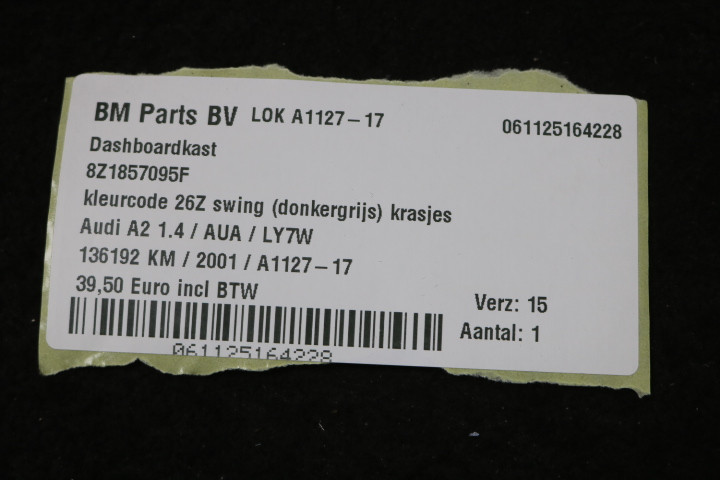 BM Parts BV LOK A1127-17 061125164228
Dashboardkast
8Z1857095F
kleurcode 26Z swing (donkergrijs) krasjes
Audi A2 1.4 / AUA / LY7W
136192 KM / 2001 / A1127-17
39,50 Euro incl BTW
Verz: 15
Aantal: 1
061125164228